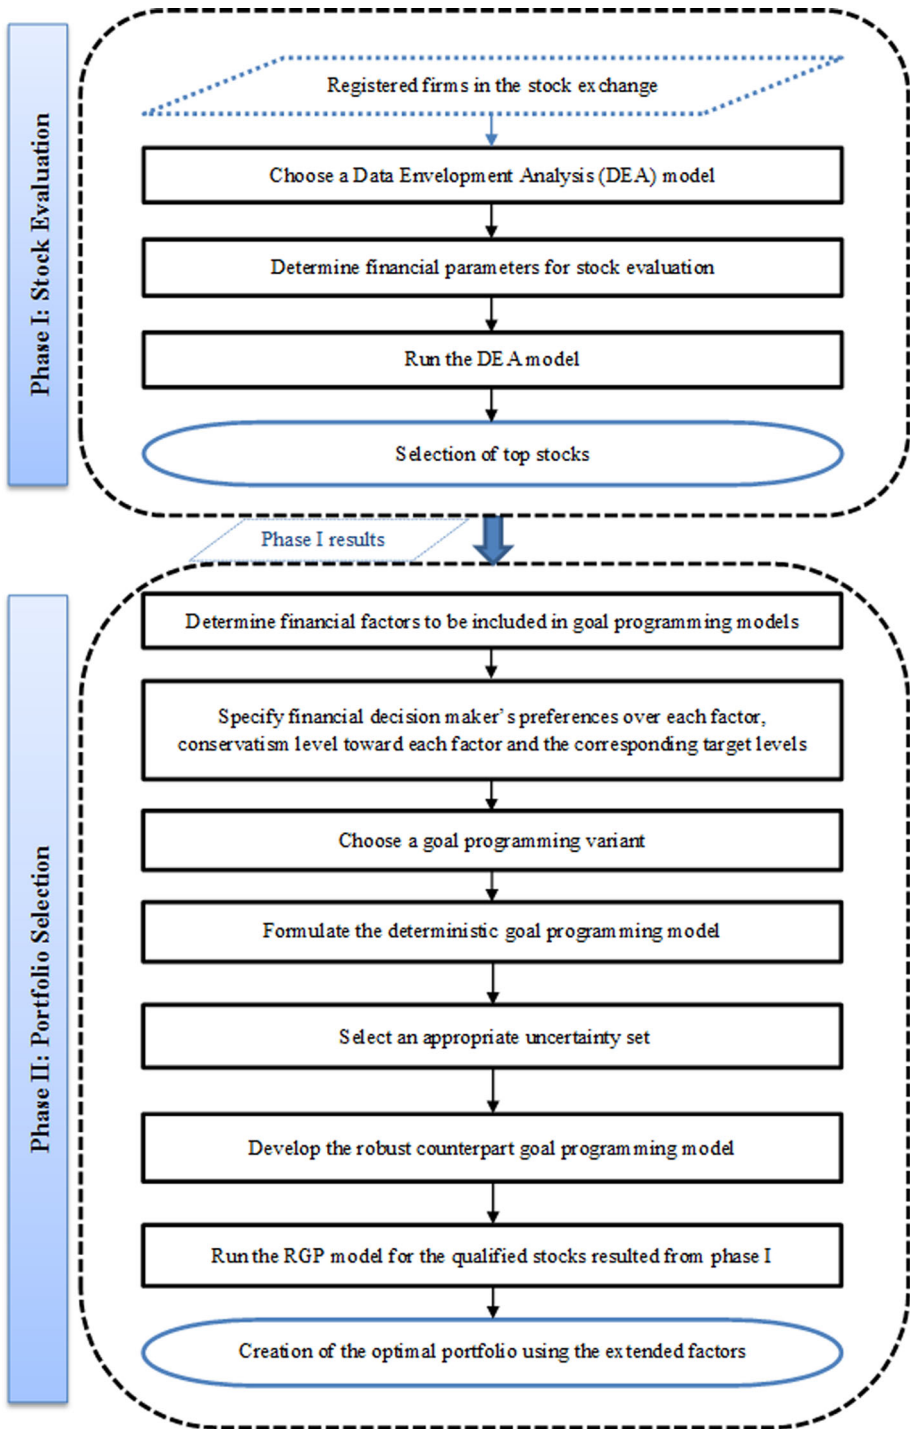 Phase I: Stock Evaluation
Registered firms in the stock exchange
Choose a Data Envelopment Analysis (DEA) model
Determine financial parameters for stock evaluation
Run the DEA model
Selection of top stocks
Phase I results
Phase II: Portfolio Selection
Determine financial factors to be included in goal programming models
Specify financial decision maker’s preferences over each factor,
conservatism level toward each factor and the corresponding target levels
Choose a goal programming variant
Formulate the deterministic goal programming model
Select an appropriate uncertainty set
Develop the robust counterpart goal programming model
Run the RGP model for the qualified stocks resulted from phase I
Creation of the optimal portfolio using the extended factors